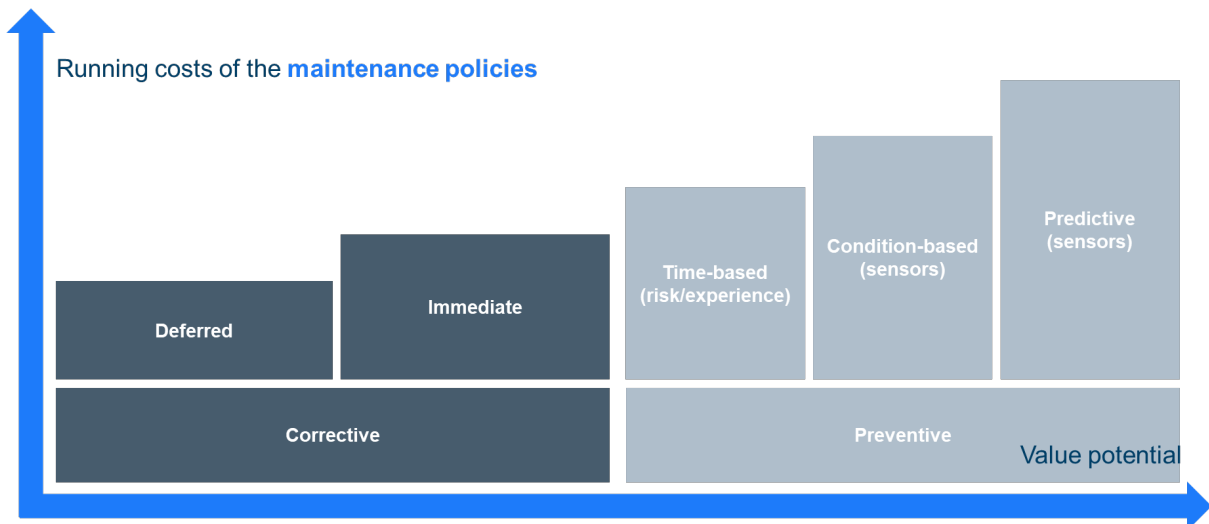 Running costs of the maintenance policies
Deferred
Immediate
Time-based
(risk/experience)
Condition-based
(sensors)
Predictive
(sensors)
Corrective
Preventive
Value potential